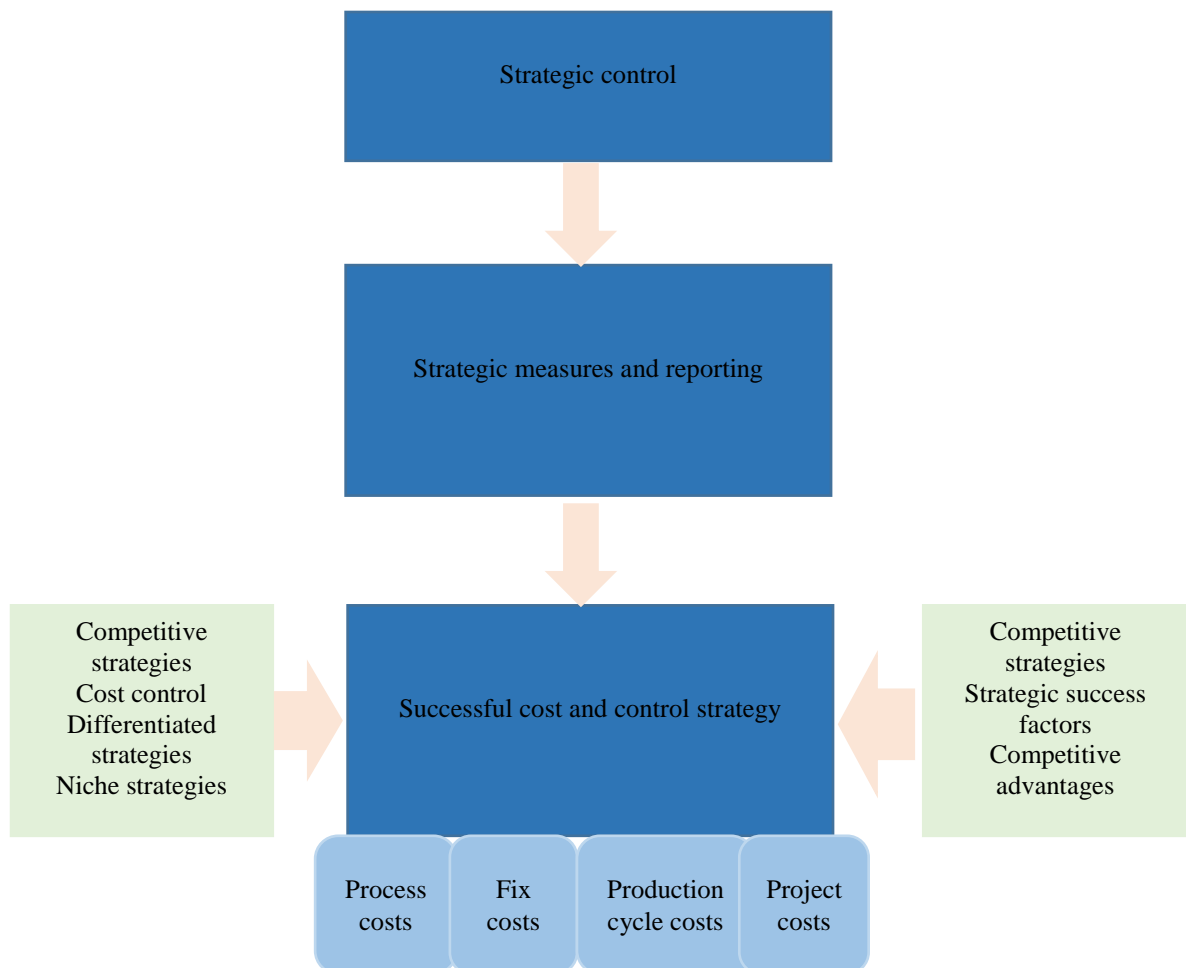 Strategic control
Strategic measures and reporting
Competitive
strategies
Cost control
Differentiated
strategies
Niche strategies
Successful cost and control strategy
Competitive
strategies
Strategic success
factors
Competitive
advantages
Process
costs
Fix
costs
Production
cycle costs
Project
costs